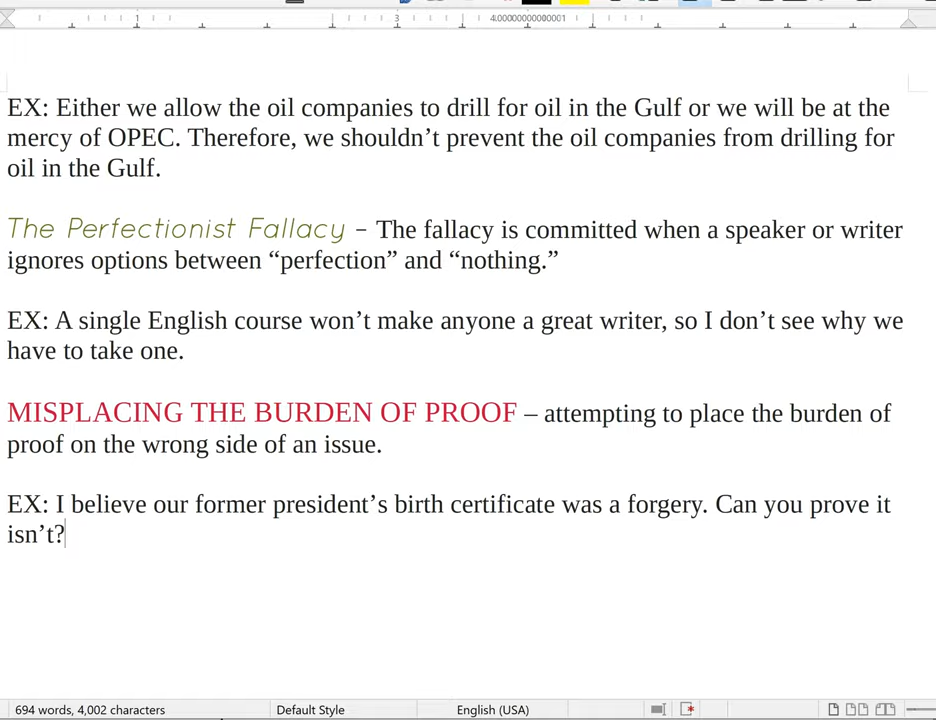 1 3 4.00000000000001
EX: Either we allow the oil companies to drill for oil in the Gulf or we will be at the
mercy of OPEC. Therefore, we shouldn’t prevent the oil companies from drilling for
oil in the Gulf.
The Perfectionist Fallacy – The fallacy is committed when a speaker or writer
ignores options between “perfection” and “nothing.”
EX: A single English course won’t make anyone a great writer, so I don’t see why we
have to take one.
MISPLACING THE BURDEN OF PROOF – attempting to place the burden of
proof on the wrong side of an issue.
EX: I believe our former president’s birth certificate was a forgery. Can you prove it
isn’t?
694 words, 4,002 characters Default Style English (USA)